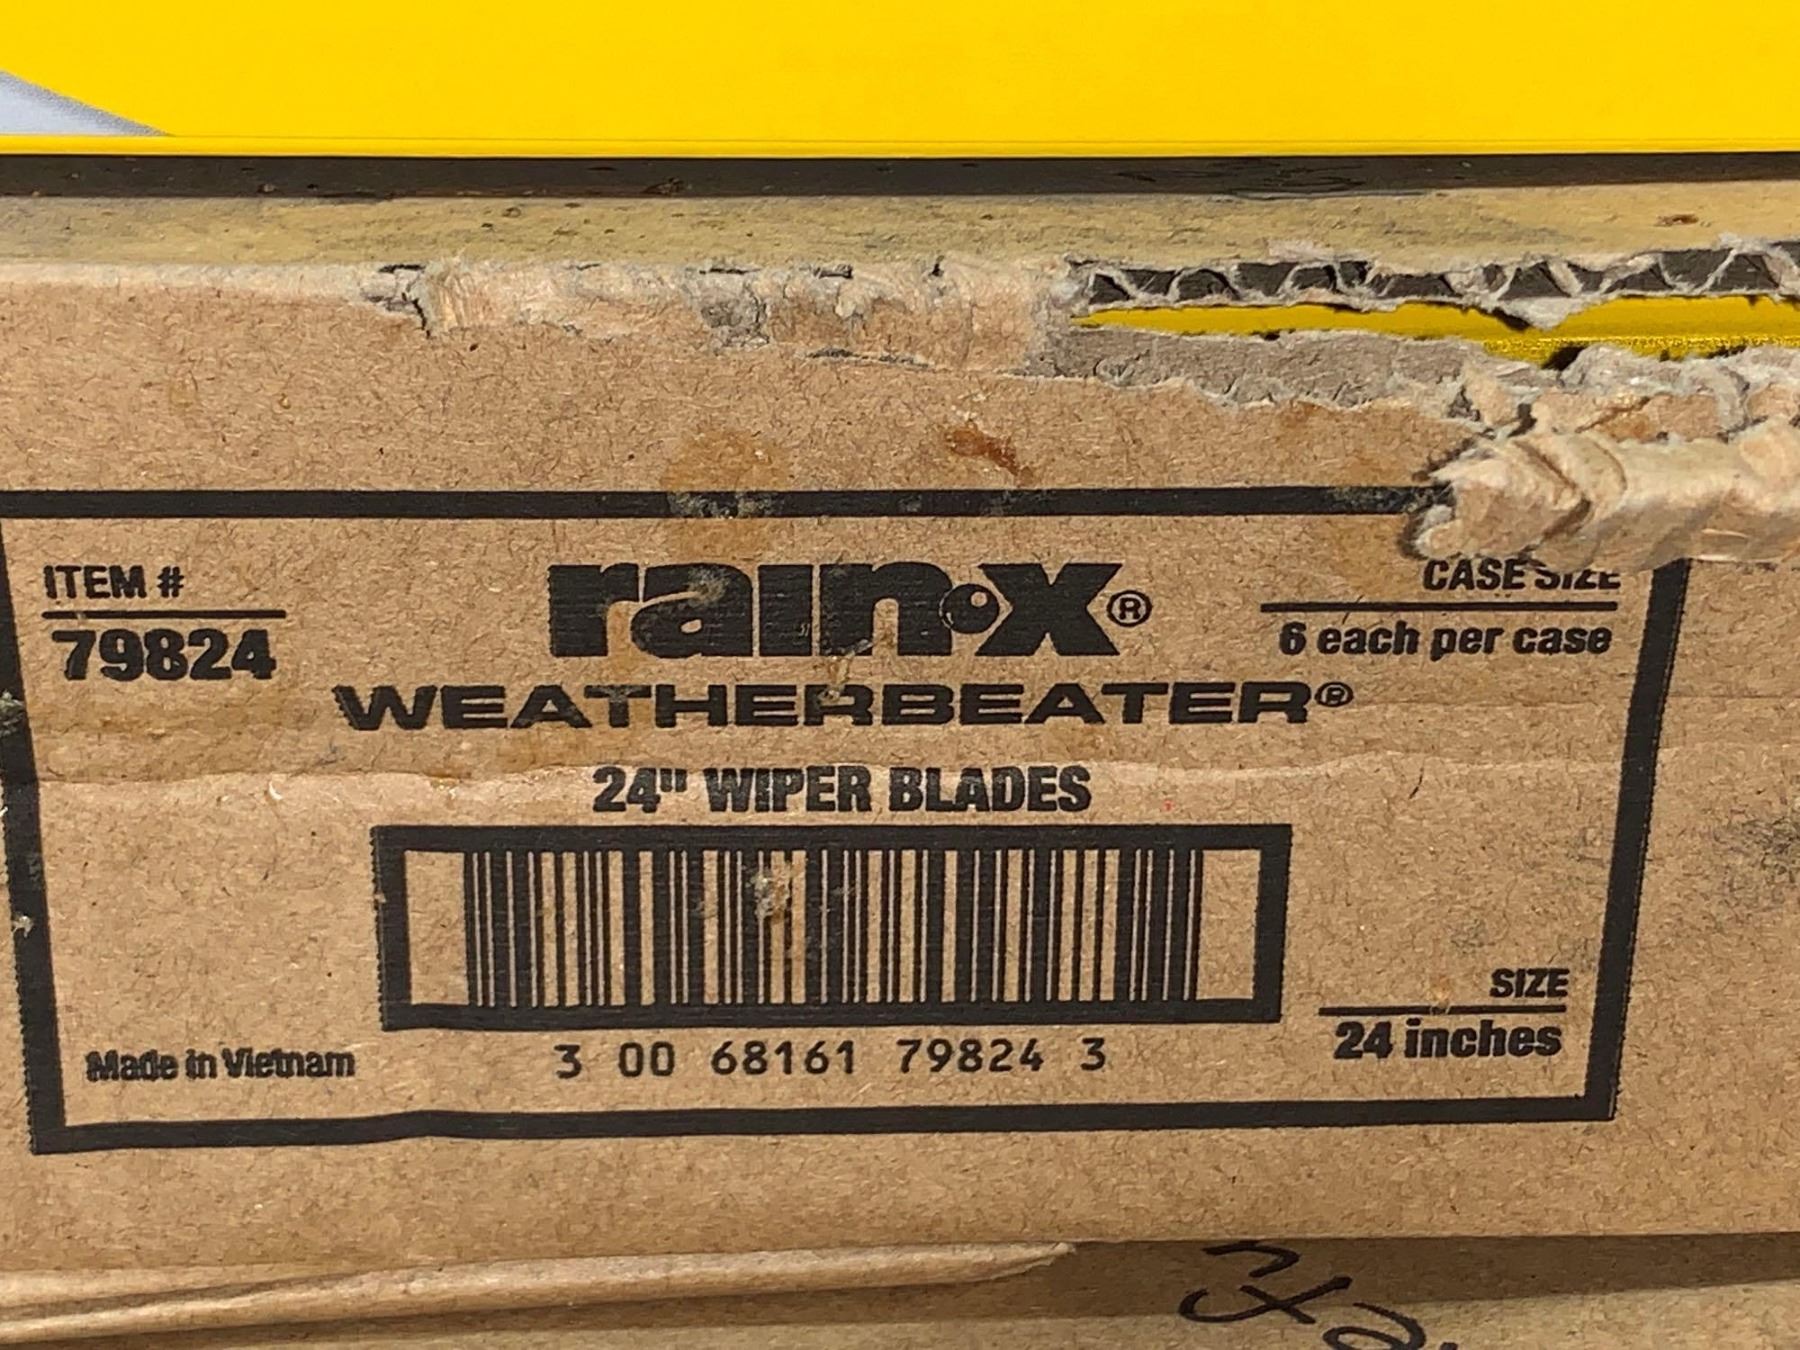 ITEM #
79824
rain·x®
WEATHERBEATER®
24" WIPER BLADES
CASE SIZE
6 each per case
3 00 68161 79824 3
Made in Vietnam
SIZE
24 inches